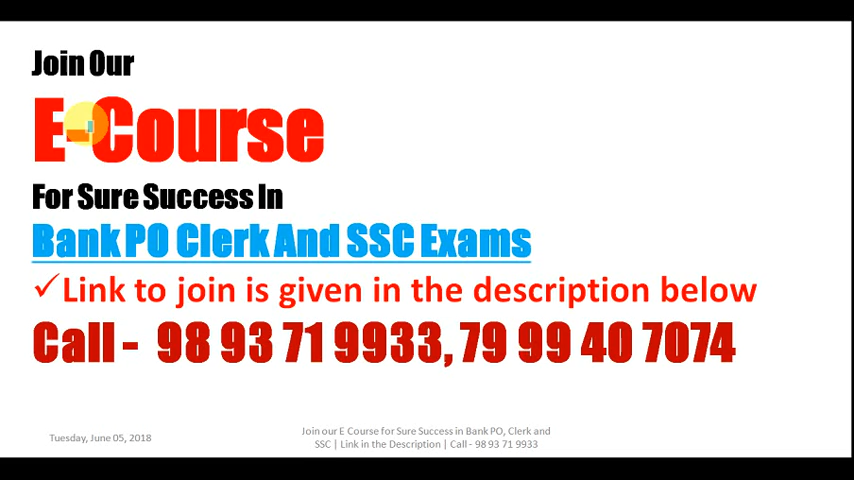 Join Our
E-Course
For Sure Success In
Bank PO Clerk And SSC Exams
✓Link to join is given in the description below
Call - 98 93 71 9933, 79 99 40 7074
Tuesday, June 05, 2018
Join our E Course for Sure Success in Bank PO, Clerk and
SSC | Link in the Description | Call - 98 93 71 9933